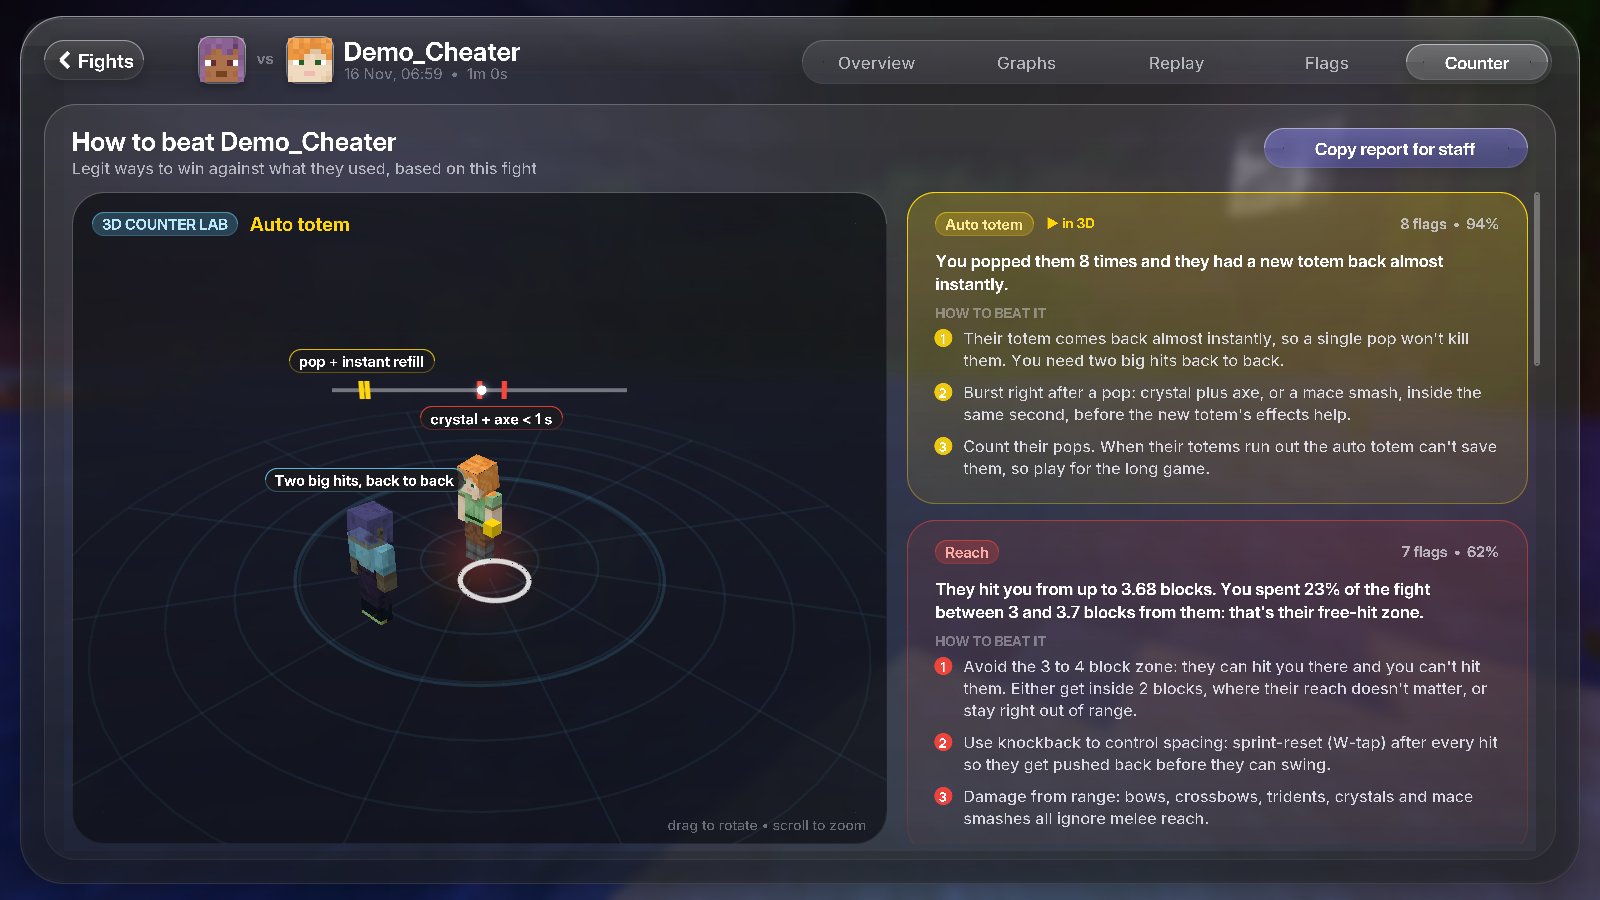 Fights
vs
Demo_Cheater
16 Nov, 06:59 • 1m 0s
Overview
Graphs
Replay
Flags
Counter
How to beat Demo_Cheater
Legit ways to win against what they used, based on this fight
Copy report for staff
3D COUNTER LAB
Auto totem
pop + instant refill
crystal + axe < 1 s
Two big hits, back to back
drag to rotate • scroll to zoom
Auto totem
▶ in 3D
8 flags • 94%
You popped them 8 times and they had a new totem back almost
instantly.
HOW TO BEAT IT
1 Their totem comes back almost instantly, so a single pop won't kill
them. You need two big hits back to back.
2 Burst right after a pop: crystal plus axe, or a mace smash, inside the
same second, before the new totem's effects help.
3 Count their pops. When their totems run out the auto totem can't save
them, so play for the long game.
Reach
7 flags • 62%
They hit you from up to 3.68 blocks. You spent 23% of the fight
between 3 and 3.7 blocks from them: that's their free-hit zone.
HOW TO BEAT IT
1 Avoid the 3 to 4 block zone: they can hit you there and you can't hit
them. Either get inside 2 blocks, where their reach doesn't matter, or
stay right out of range.
2 Use knockback to control spacing: sprint-reset (W-tap) after every hit
so they get pushed back before they can swing.
3 Damage from range: bows, crossbows, tridents, crystals and mace
smashes all ignore melee reach.